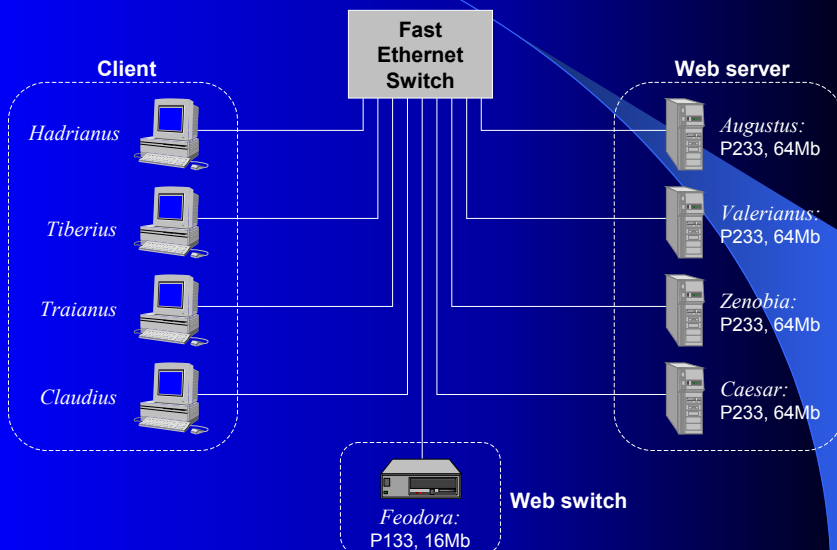 Fast
Ethernet
Switch
Client
Hadrianus
Tiberius
Traianus
Claudius
Web server
Augustus:
P233, 64Mb
Valerianus:
P233, 64Mb
Zenobia:
P233, 64Mb
Caesar:
P233, 64Mb
Web switch
Feodora:
P133, 16Mb